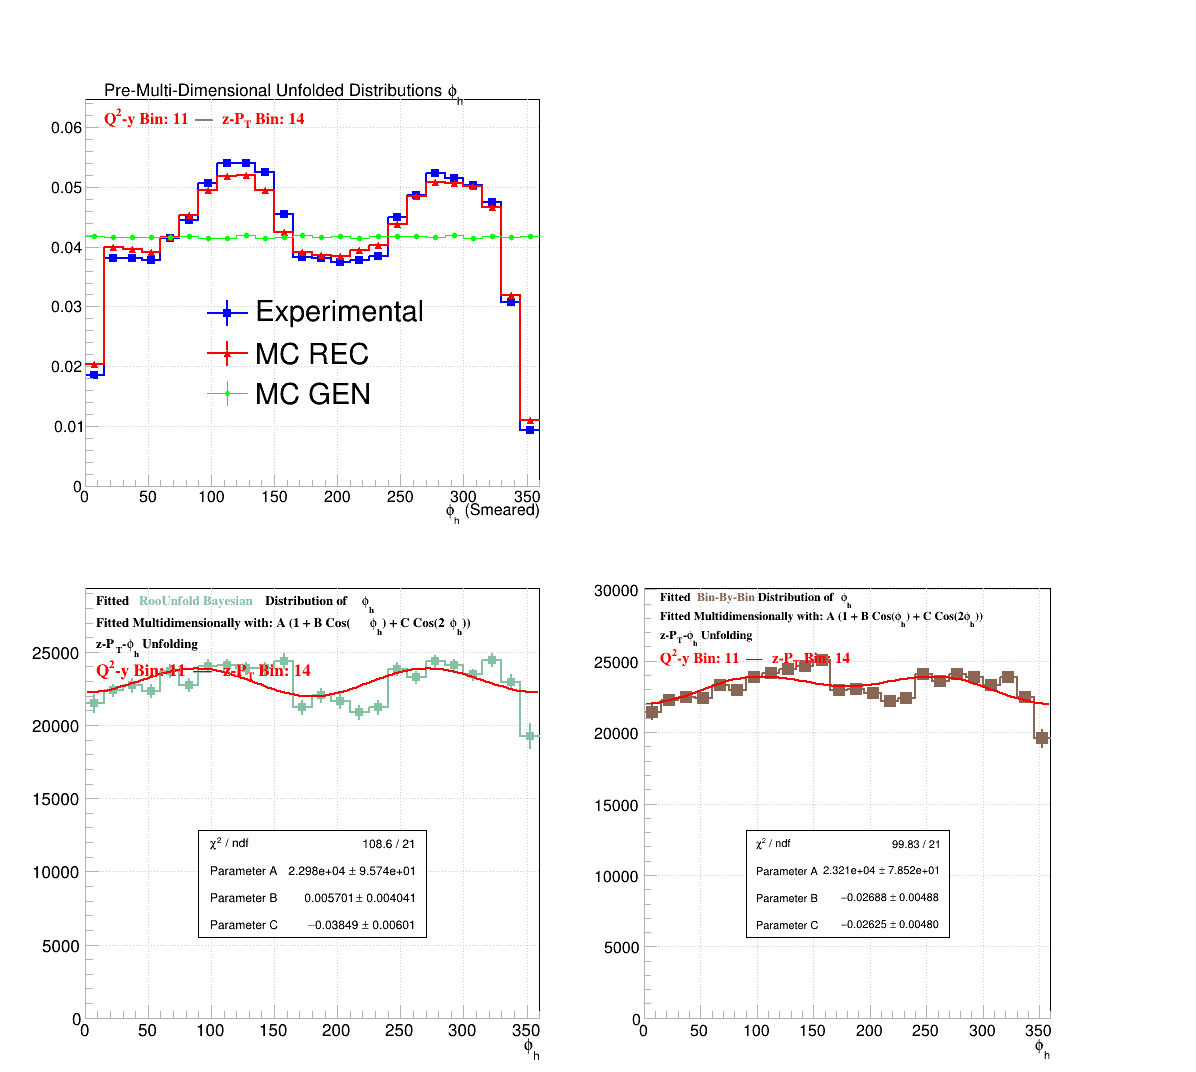 Pre-Multi-Dimensional Unfolded Distributions ϕh
Q²-y Bin: 11 — z-PT Bin: 14
0.06
0.05
0.04
0.03
0.02
0.01
0
Experimental
MC REC
MC GEN
0 50 100 150 200 250 300 350
ϕh (Smeared)
Fitted RooUnfold Bayesian Distribution of ϕh
Fitted Multidimensionally with: A (1 + B Cos( ϕh) + C Cos(2 ϕh))
z-PT-ϕh Unfolding
Q²-y Bin: 11 — z-PT Bin: 14
25000
20000
15000
10000
5000
0
χ² / ndf 108.6 / 21
Parameter A 2.298e+04 ± 9.574e+01
Parameter B 0.005701 ± 0.004041
Parameter C −0.03849 ± 0.00601
0 50 100 150 200 250 300 350
ϕh
Fitted Bin-By-Bin Distribution of ϕh
Fitted Multidimensionally with: A (1 + B Cos(ϕh) + C Cos(2ϕh))
z-PT-ϕh Unfolding
Q²-y Bin: 11 — z-PT Bin: 14
30000
25000
20000
15000
10000
5000
0
χ² / ndf 99.83 / 21
Parameter A 2.321e+04 ± 7.852e+01
Parameter B −0.02688 ± 0.00488
Parameter C −0.02625 ± 0.00480
0 50 100 150 200 250 300 350
ϕh